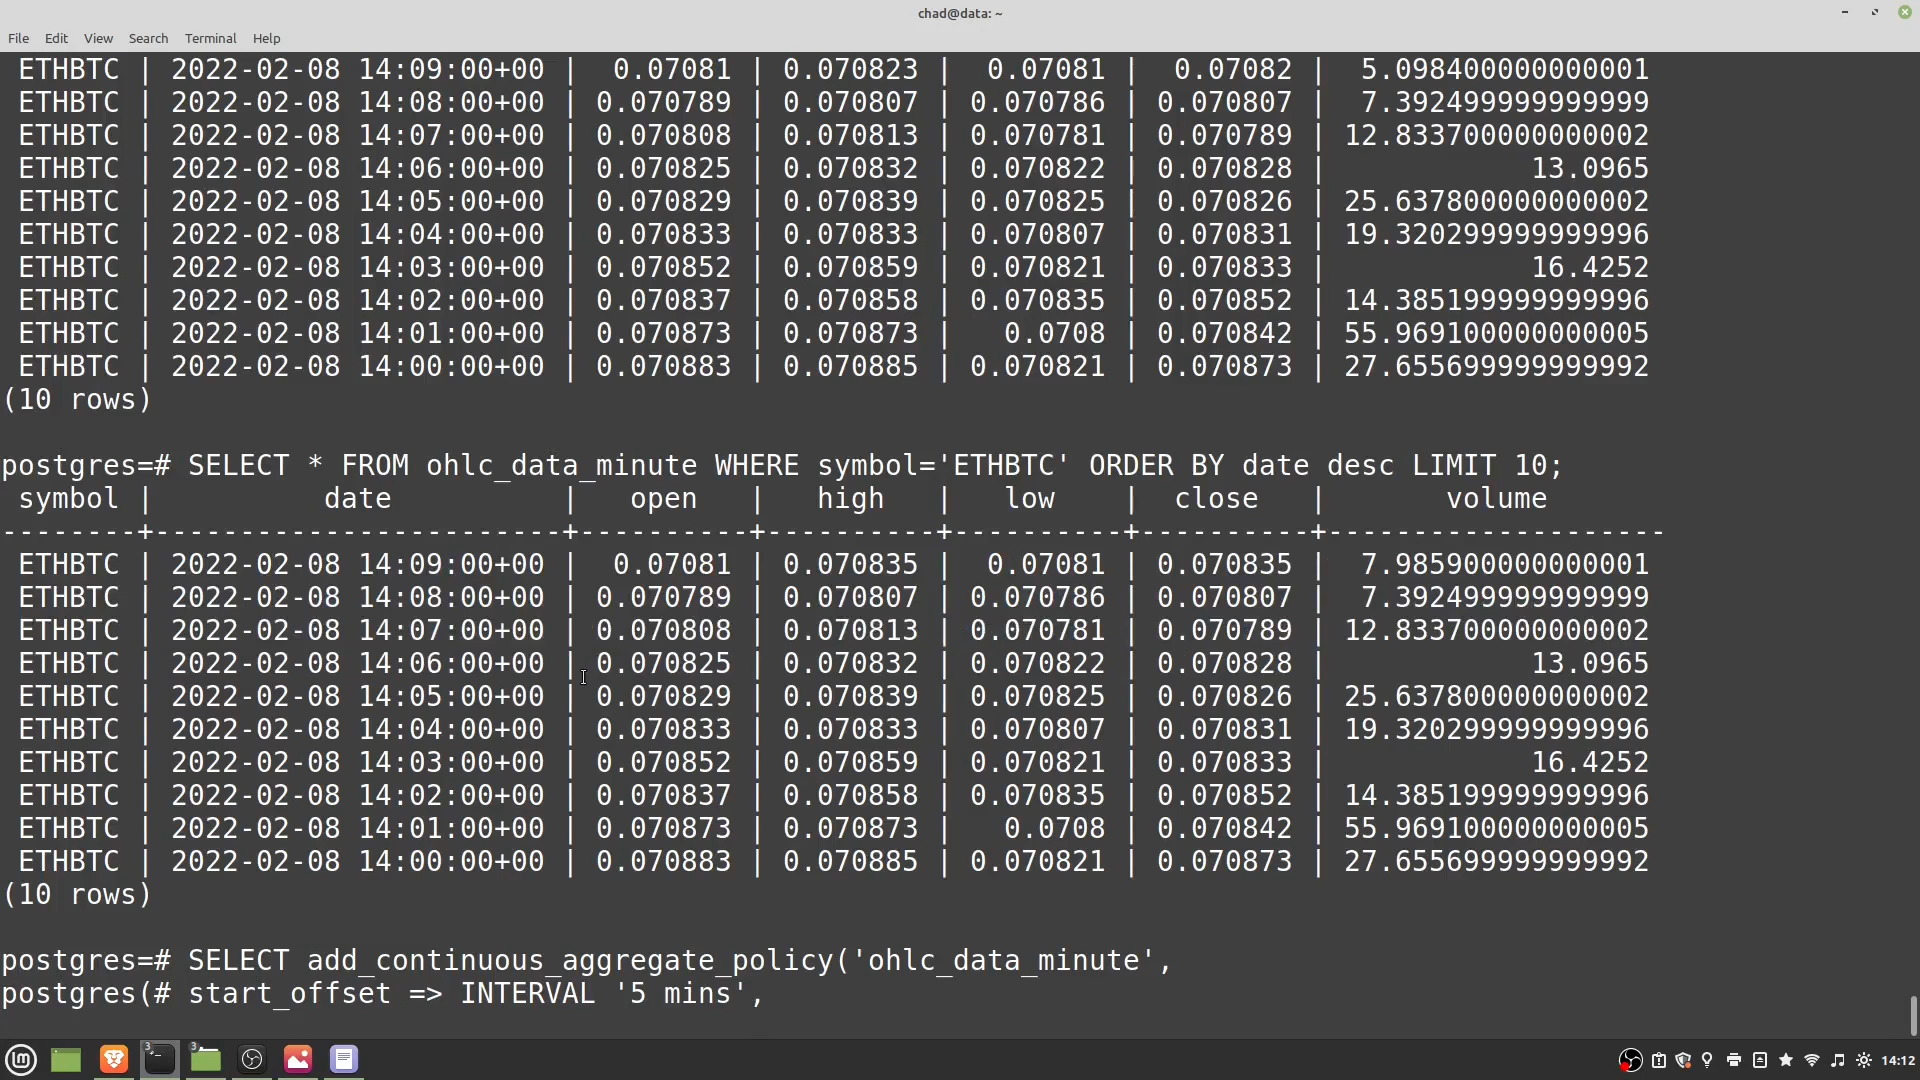 chad@data: ~
File Edit View Search Terminal Help
ETHBTC | 2022-02-08 14:09:00+00 | 0.07081 | 0.070823 | 0.07081 | 0.07082 | 5.098400000000001
ETHBTC | 2022-02-08 14:08:00+00 | 0.070789 | 0.070807 | 0.070786 | 0.070807 | 7.392499999999999
ETHBTC | 2022-02-08 14:07:00+00 | 0.070808 | 0.070813 | 0.070781 | 0.070789 | 12.833700000000002
ETHBTC | 2022-02-08 14:06:00+00 | 0.070825 | 0.070832 | 0.070822 | 0.070828 | 13.0965
ETHBTC | 2022-02-08 14:05:00+00 | 0.070829 | 0.070839 | 0.070825 | 0.070826 | 25.637800000000002
ETHBTC | 2022-02-08 14:04:00+00 | 0.070833 | 0.070833 | 0.070807 | 0.070831 | 19.320299999999996
ETHBTC | 2022-02-08 14:03:00+00 | 0.070852 | 0.070859 | 0.070821 | 0.070833 | 16.4252
ETHBTC | 2022-02-08 14:02:00+00 | 0.070837 | 0.070858 | 0.070835 | 0.070852 | 14.385199999999996
ETHBTC | 2022-02-08 14:01:00+00 | 0.070873 | 0.070873 | 0.0708 | 0.070842 | 55.969100000000005
ETHBTC | 2022-02-08 14:00:00+00 | 0.070883 | 0.070885 | 0.070821 | 0.070873 | 27.655699999999992
(10 rows)
postgres=# SELECT * FROM ohlc_data_minute WHERE symbol='ETHBTC' ORDER BY date desc LIMIT 10;
symbol | date | open | high | low | close | volume
--------+------------------------+----------+----------+----------+----------+--------------------
ETHBTC | 2022-02-08 14:09:00+00 | 0.07081 | 0.070835 | 0.07081 | 0.070835 | 7.985900000000001
ETHBTC | 2022-02-08 14:08:00+00 | 0.070789 | 0.070807 | 0.070786 | 0.070807 | 7.392499999999999
ETHBTC | 2022-02-08 14:07:00+00 | 0.070808 | 0.070813 | 0.070781 | 0.070789 | 12.833700000000002
ETHBTC | 2022-02-08 14:06:00+00 | 0.070825 | 0.070832 | 0.070822 | 0.070828 | 13.0965
ETHBTC | 2022-02-08 14:05:00+00 | 0.070829 | 0.070839 | 0.070825 | 0.070826 | 25.637800000000002
ETHBTC | 2022-02-08 14:04:00+00 | 0.070833 | 0.070833 | 0.070807 | 0.070831 | 19.320299999999996
ETHBTC | 2022-02-08 14:03:00+00 | 0.070852 | 0.070859 | 0.070821 | 0.070833 | 16.4252
ETHBTC | 2022-02-08 14:02:00+00 | 0.070837 | 0.070858 | 0.070835 | 0.070852 | 14.385199999999996
ETHBTC | 2022-02-08 14:01:00+00 | 0.070873 | 0.070873 | 0.0708 | 0.070842 | 55.969100000000005
ETHBTC | 2022-02-08 14:00:00+00 | 0.070883 | 0.070885 | 0.070821 | 0.070873 | 27.655699999999992
(10 rows)
postgres=# SELECT add_continuous_aggregate_policy('ohlc_data_minute',
postgres(# start_offset => INTERVAL '5 mins',
3 3 14:12